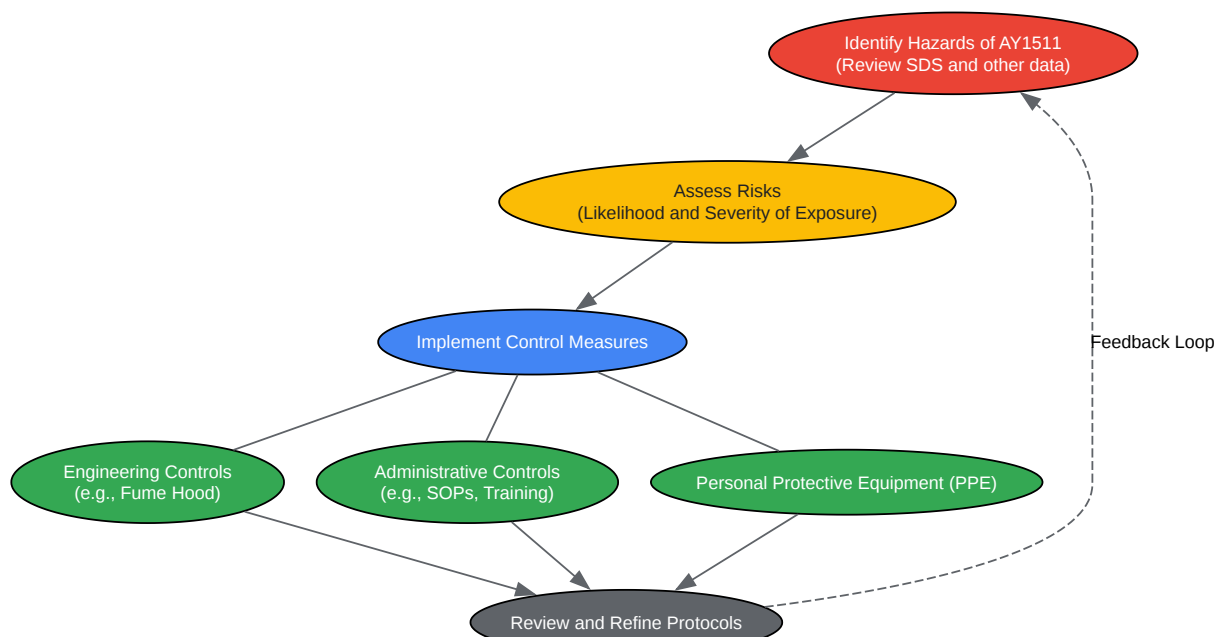 Identify Hazards of AY1511
(Review SDS and other data)
Assess Risks
(Likelihood and Severity of Exposure)
Implement Control Measures
Feedback Loop
Engineering Controls
(e.g., Fume Hood)
Administrative Controls
(e.g., SOPs, Training)
Personal Protective Equipment (PPE)
Review and Refine Protocols